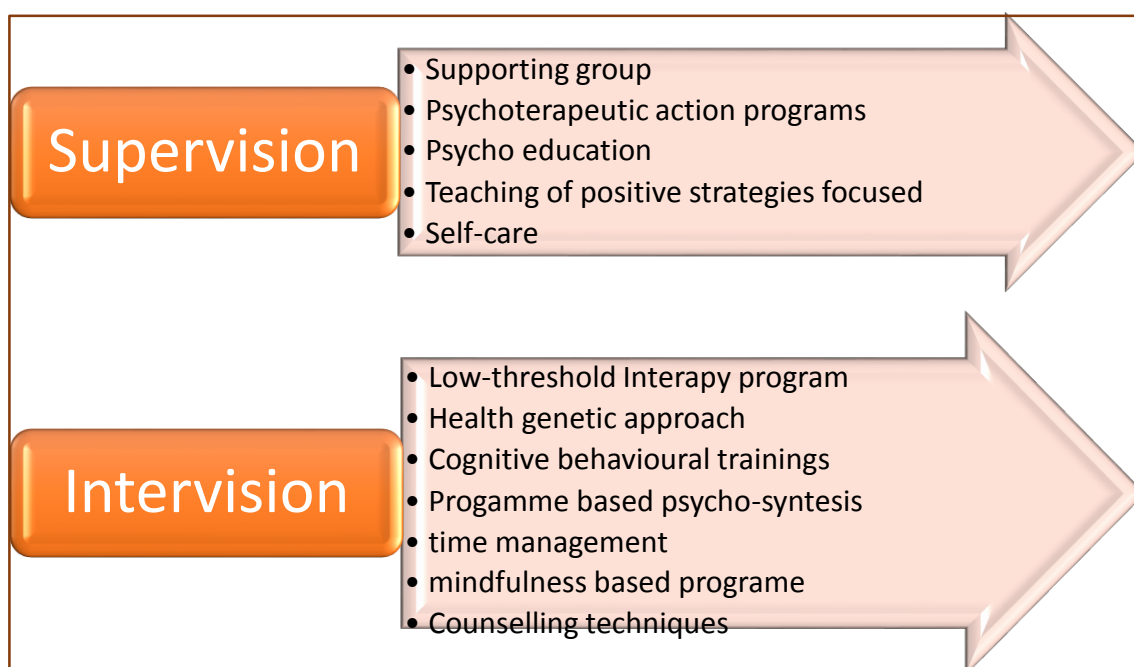 Supervision
• Supporting group
• Psychoterapeutic action programs
• Psycho education
• Teaching of positive strategies focused
• Self-care
Intervision
• Low-threshold Interapy program
• Health genetic approach
• Cognitive behavioural trainings
• Progamme based psycho-syntesis
• time management
• mindfulness based programe
• Counselling techniques